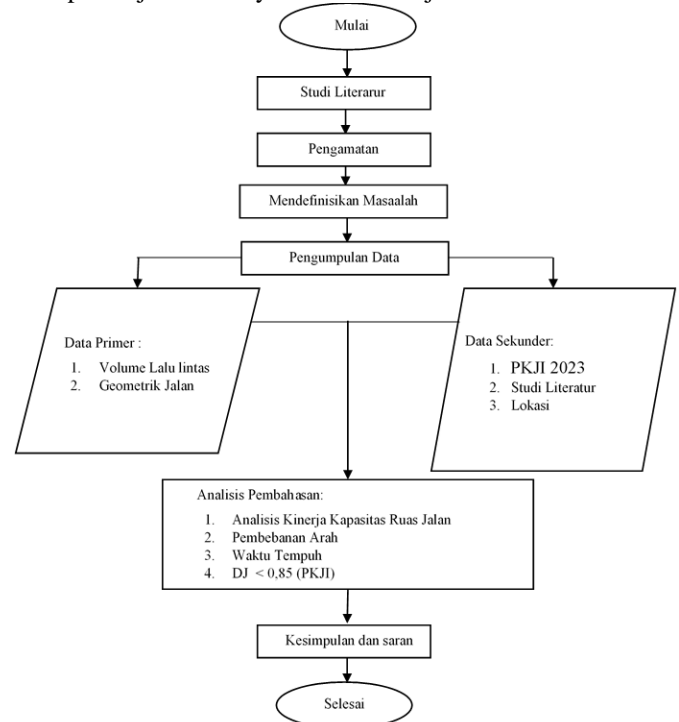 Mulai
Studi Literarur
Pengamatan
Mendefinisikan Masaalah
Pengumpulan Data
Data Primer :
1. Volume Lalu lintas
2. Geometrik Jalan
Data Sekunder:
1. PKJI 2023
2. Studi Literatur
3. Lokasi
Analisis Pembahasan:
1. Analisis Kinerja Kapasitas Ruas Jalan
2. Pembebanan Arah
3. Waktu Tempuh
4. DJ < 0,85 (PKJI)
Kesimpulan dan saran
Selesai